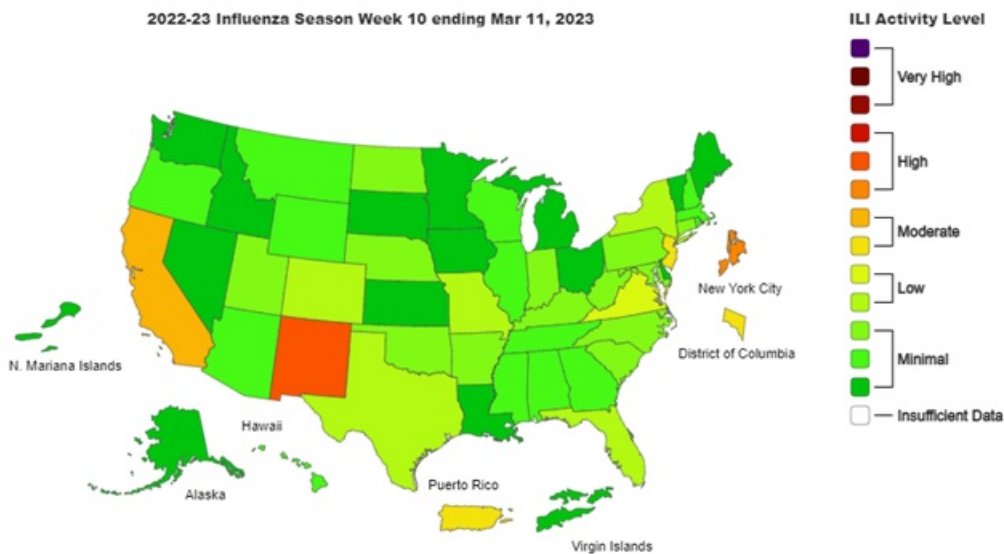 2022-23 Influenza Season Week 10 ending Mar 11, 2023
ILI Activity Level
Very High
High
Moderate
Low
Minimal
Insufficient Data
New York City
District of Columbia
N. Mariana Islands
Hawaii
Alaska
Puerto Rico
Virgin Islands